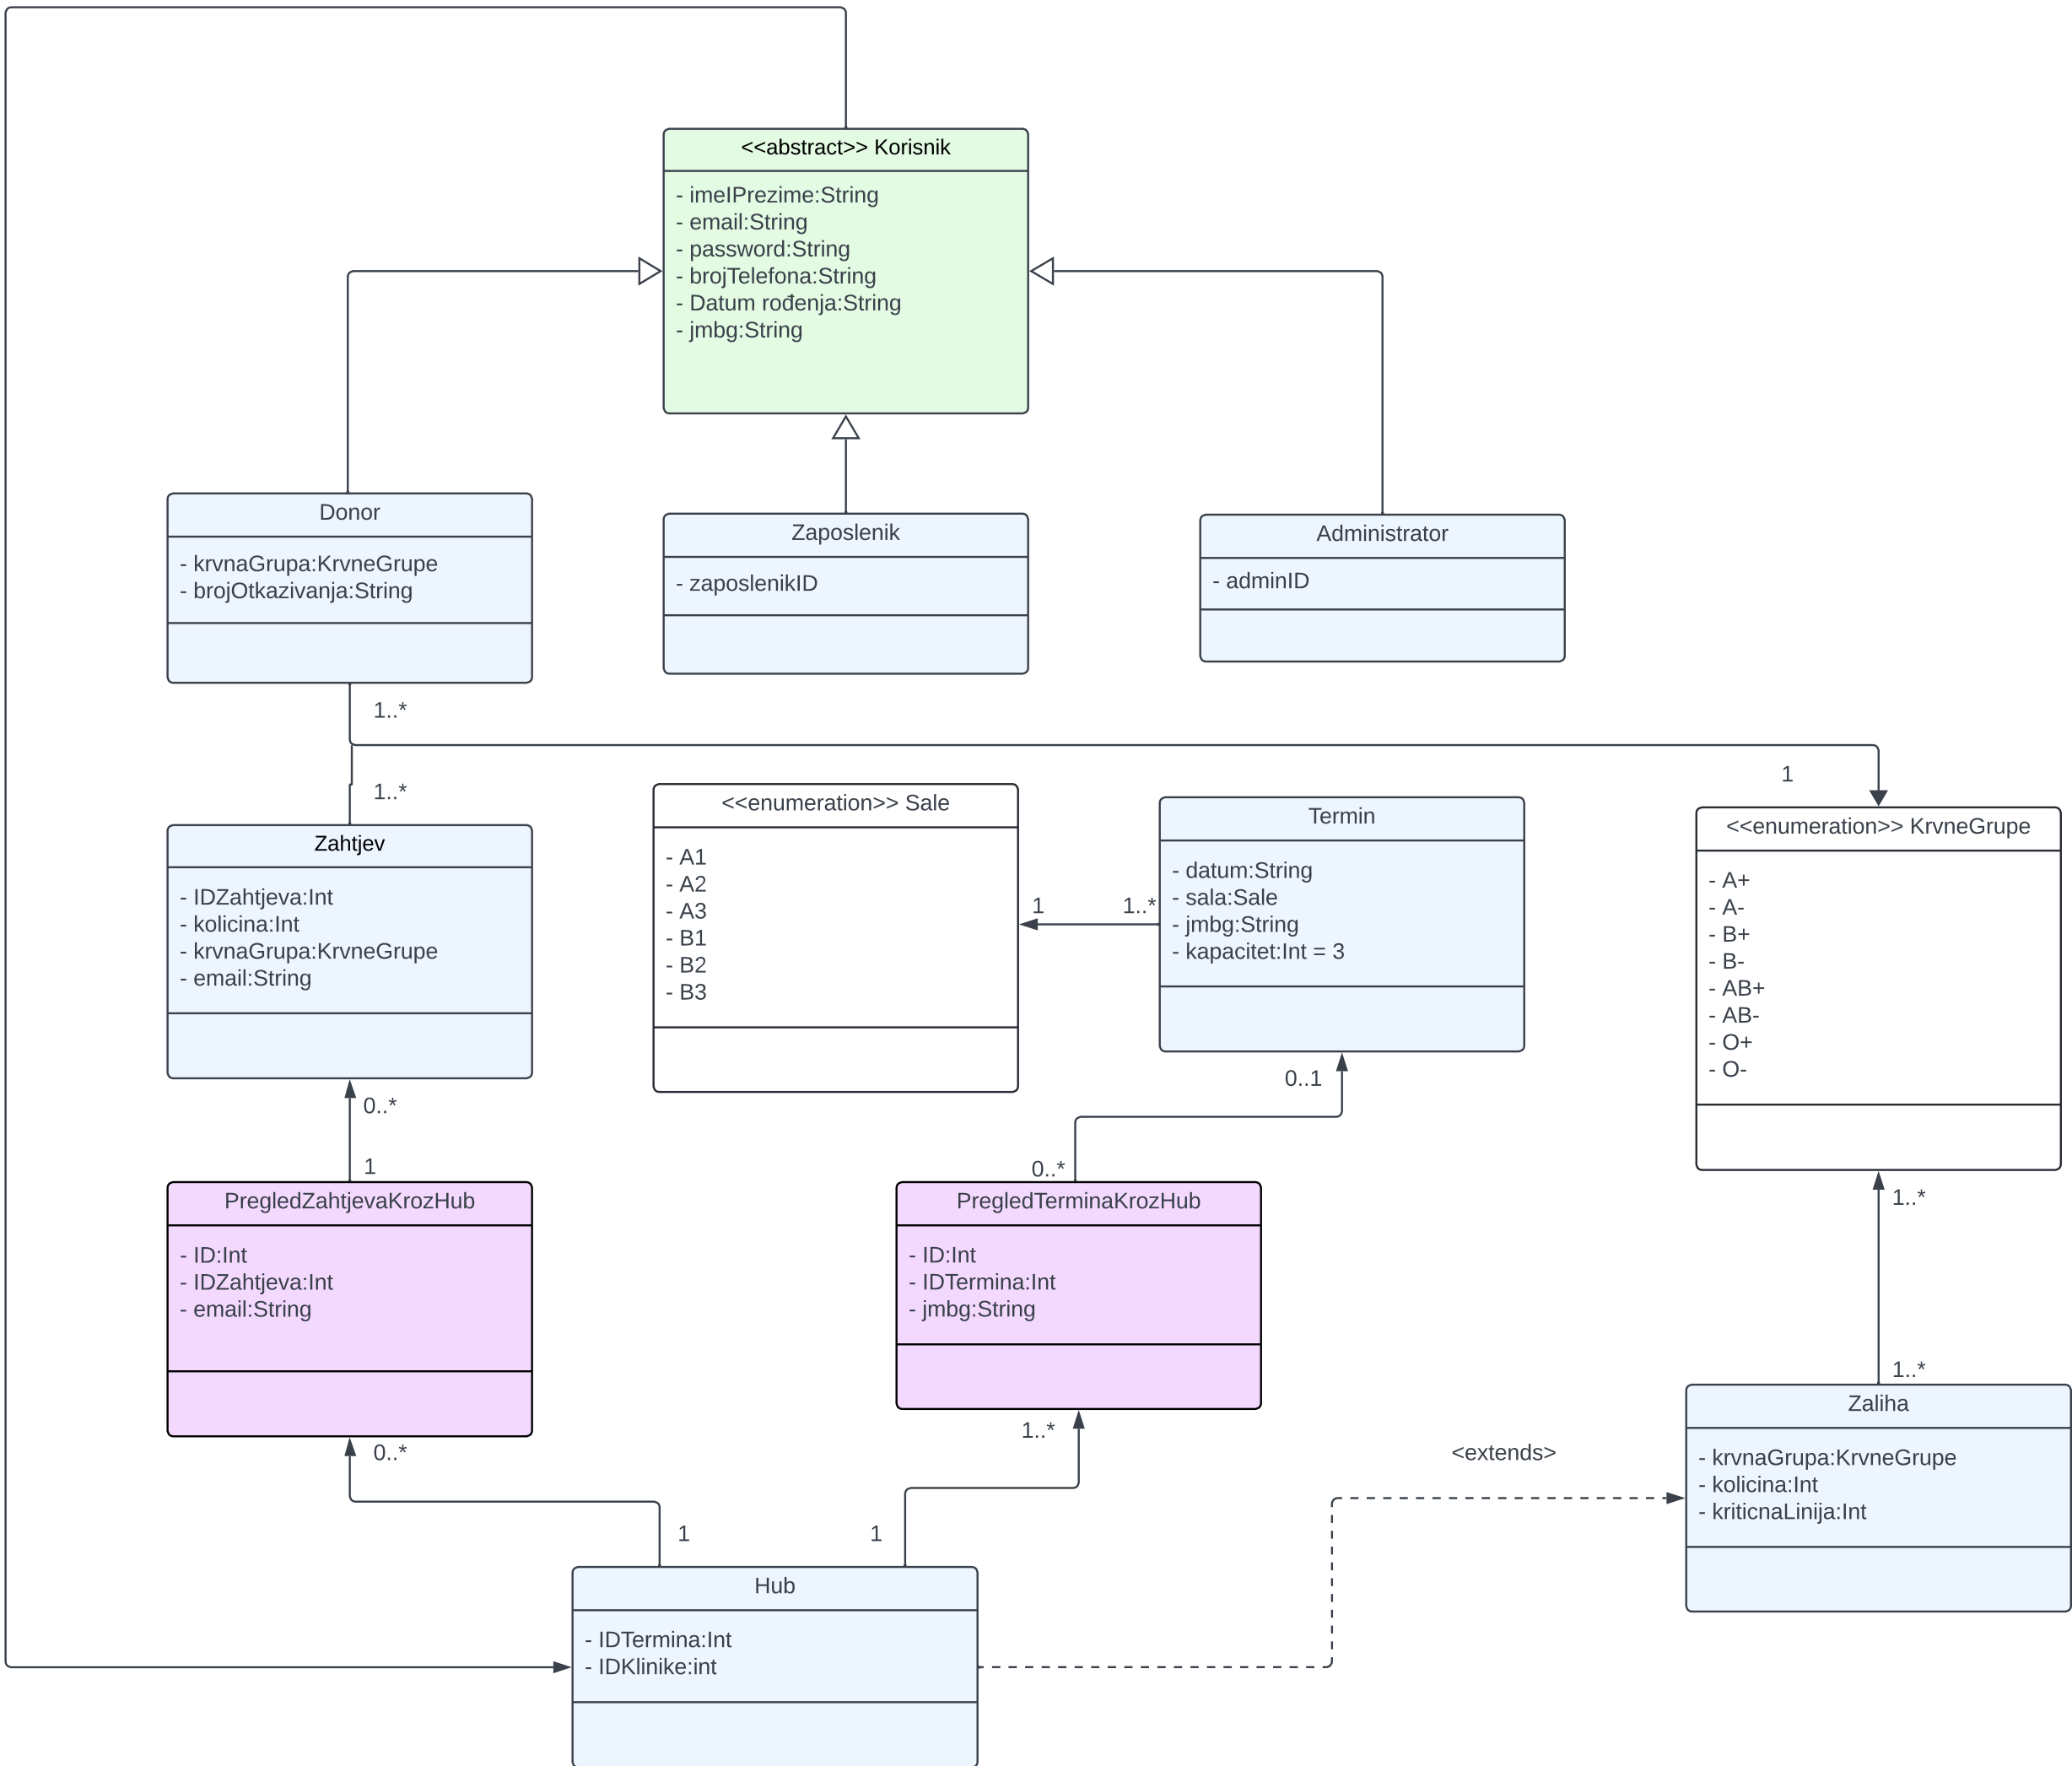 <<abstract>> Korisnik
- imeIPrezime:String
- email:String
- password:String
- brojTelefona:String
- Datum rođenja:String
- jmbg:String
Donor
- krvnaGrupa:KrvneGrupe
- brojOtkazivanja:String
Zaposlenik
- zaposlenikID
Administrator
- adminID
1..*
1..*
1
Zahtjev
- IDZahtjeva:Int
- kolicina:Int
- krvnaGrupa:KrvneGrupe
- email:String
<<enumeration>> Sale
- A1
- A2
- A3
- B1
- B2
- B3
1
1..*
Termin
- datum:String
- sala:Sale
- jmbg:String
- kapacitet:Int = 3
<<enumeration>> KrvneGrupe
- A+
- A-
- B+
- B-
- AB+
- AB-
- O+
- O-
0..*
1
0..1
0..*
1..*
1..*
PregledZahtjevaKrozHub
- ID:Int
- IDZahtjeva:Int
- email:String
PregledTerminaKrozHub
- ID:Int
- IDTermina:Int
- jmbg:String
Zaliha
- krvnaGrupa:KrvneGrupe
- kolicina:Int
- kriticnaLinija:Int
0..*
1..*
<extends>
1
1
Hub
- IDTermina:Int
- IDKlinike:int